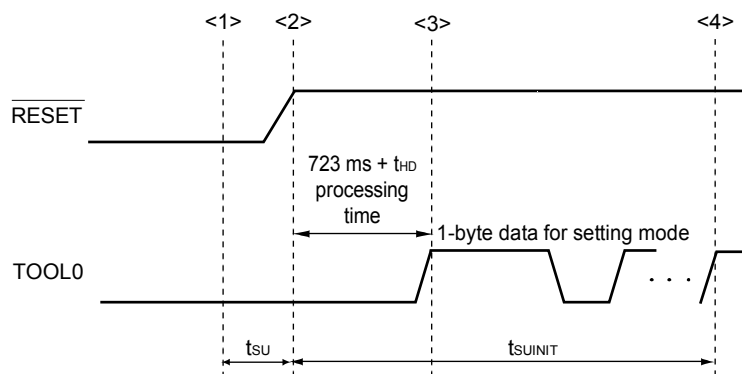 <1> <2> <3> <4>
RESET
723 ms + tHD
processing
time
1-byte data for setting mode
TOOL0
. . .
tSU tSUINIT